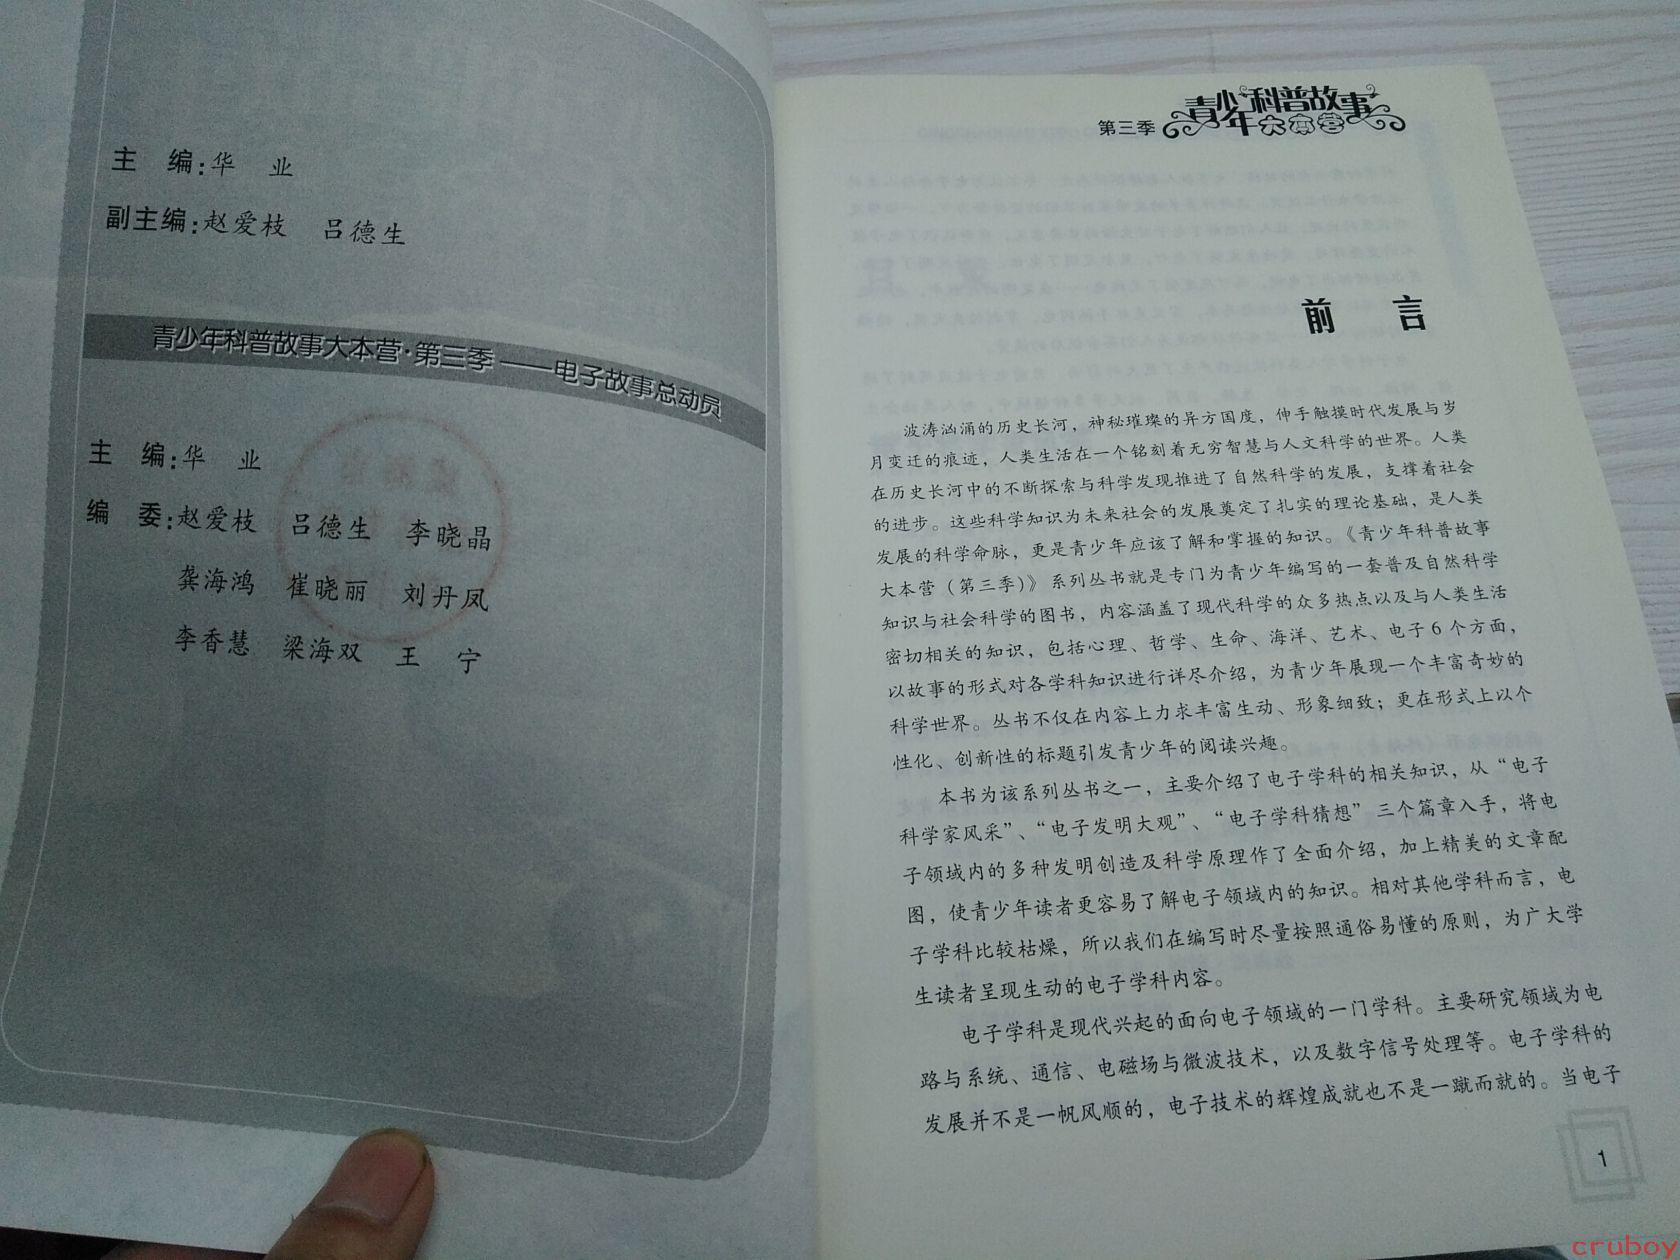 主 编：华 业
副主编：赵爱枝 吕德生
青少年科普故事大本营·第三季——电子故事总动员
主 编：华 业
编 委：赵爱枝 吕德生 李晓晶
龚海鸿 崔晓丽 刘丹凤
李香慧 梁海双 王 宁
第三季 青少年科普故事大本营
前 言
波涛汹涌的历史长河，神秘璀璨的异方国度，伸手触摸时代发展与岁
月变迁的痕迹，人类生活在一个铭刻着无穷智慧与人文科学的世界。人类
在历史长河中的不断探索与科学发现推进了自然科学的发展，支撑着社会
的进步。这些科学知识为未来社会的发展奠定了扎实的理论基础，是人类
发展的科学命脉，更是青少年应该了解和掌握的知识。《青少年科普故事
大本营（第三季）》系列丛书就是专门为青少年编写的一套普及自然科学
知识与社会科学的图书，内容涵盖了现代科学的众多热点以及与人类生活
密切相关的知识，包括心理、哲学、生命、海洋、艺术、电子6个方面，
以故事的形式对各学科知识进行详尽介绍，为青少年展现一个丰富奇妙的
科学世界。丛书不仅在内容上力求丰富生动、形象细致；更在形式上以个
性化、创新性的标题引发青少年的阅读兴趣。
本书为该系列丛书之一，主要介绍了电子学科的相关知识，从“电子
科学家风采”、“电子发明大观”、“电子学科猜想”三个篇章入手，将电
子领域内的多种发明创造及科学原理作了全面介绍，加上精美的文章配
图，使青少年读者更容易了解电子领域内的知识。相对其他学科而言，电
子学科比较枯燥，所以我们在编写时尽量按照通俗易懂的原则，为广大学
生读者呈现生动的电子学科内容。
电子学科是现代兴起的面向电子领域的一门学科。主要研究领域为电
路与系统、通信、电磁场与微波技术，以及数字信号处理等。电子学科的
发展并不是一帆风顺的，电子技术的辉煌成就也不是一蹴而就的。当电子
1
cruboy